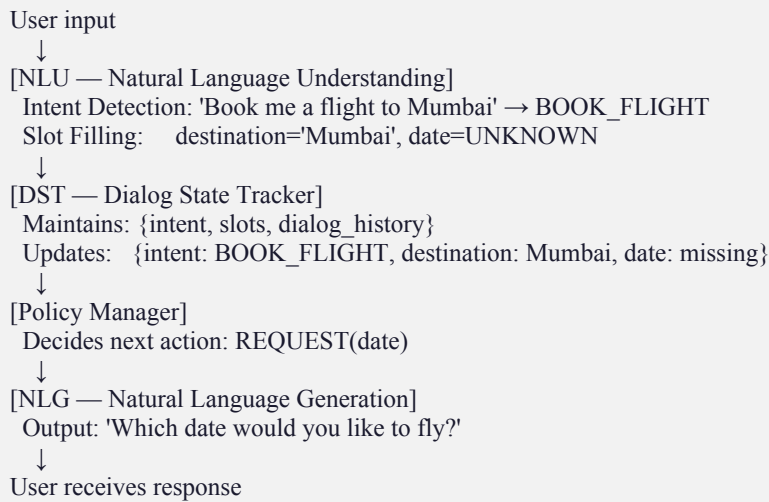 User input
↓
[NLU — Natural Language Understanding]
Intent Detection: 'Book me a flight to Mumbai' → BOOK_FLIGHT
Slot Filling: destination='Mumbai', date=UNKNOWN
↓
[DST — Dialog State Tracker]
Maintains: {intent, slots, dialog_history}
Updates: {intent: BOOK_FLIGHT, destination: Mumbai, date: missing}
↓
[Policy Manager]
Decides next action: REQUEST(date)
↓
[NLG — Natural Language Generation]
Output: 'Which date would you like to fly?'
↓
User receives response